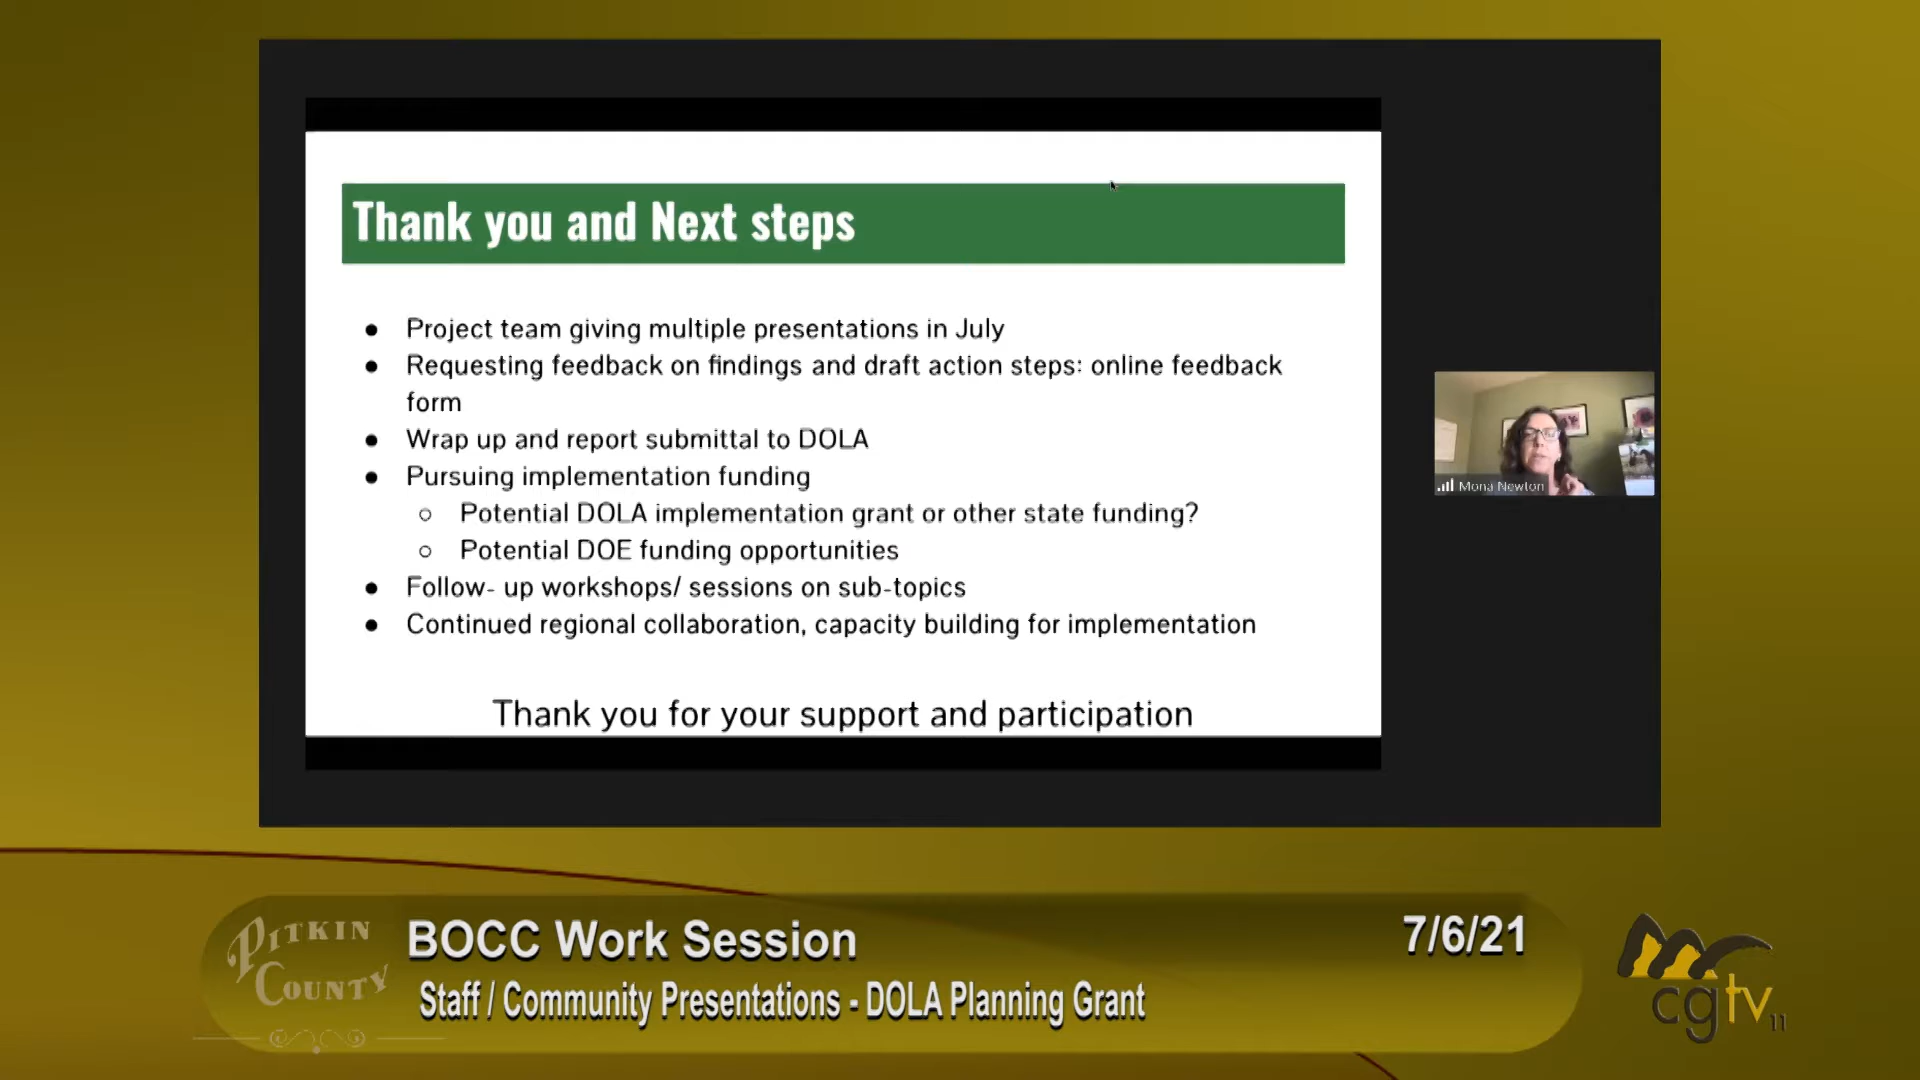 Thank you and Next steps
● Project team giving multiple presentations in July
● Requesting feedback on findings and draft action steps: online feedback
form
● Wrap up and report submittal to DOLA
● Pursuing implementation funding
○ Potential DOLA implementation grant or other state funding?
○ Potential DOE funding opportunities
● Follow- up workshops/ sessions on sub-topics
● Continued regional collaboration, capacity building for implementation
Thank you for your support and participation
Mona Newton
PITKIN
COUNTY
BOCC Work Session
7/6/21
Staff / Community Presentations - DOLA Planning Grant
cgtv11